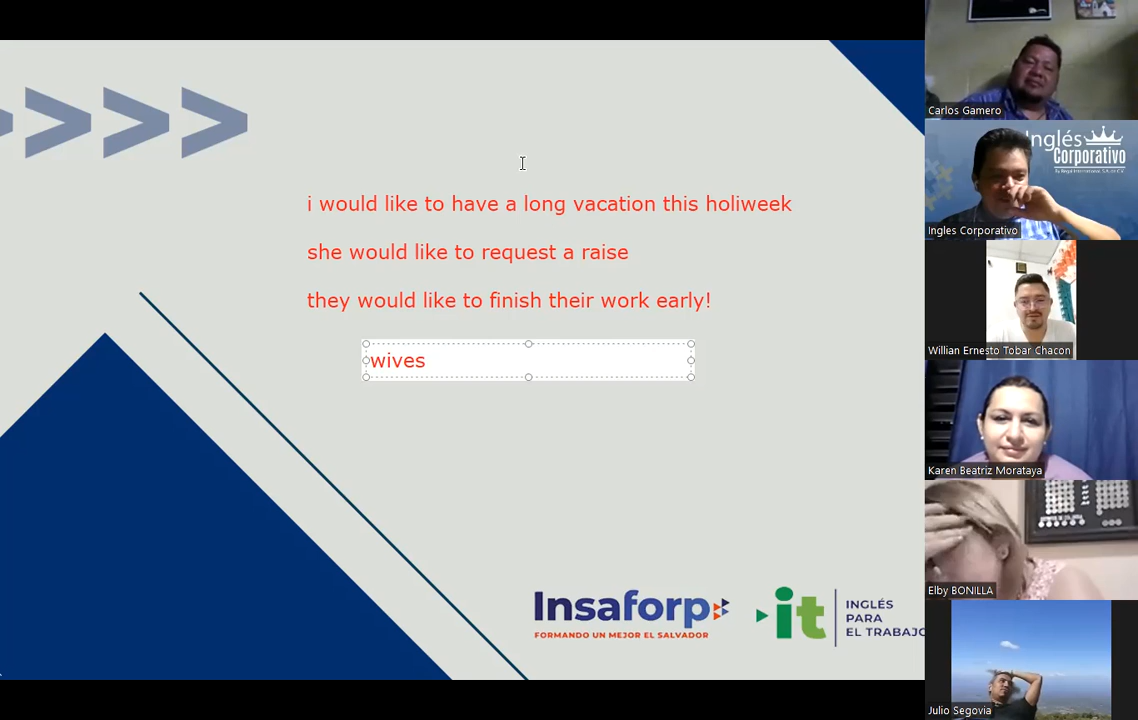 i would like to have a long vacation this holiweek
she would like to request a raise
they would like to finish their work early!
wives
Insaforp
FORMANDO UN MEJOR EL SALVADOR
it
INGLÉS
PARA
EL TRABAJO
Carlos Gamero
Inglés
Corporativo
Ingles Corporativo
Willian Ernesto Tobar Chacon
Karen Beatriz Morataya
Elby BONILLA
Julio Segovia